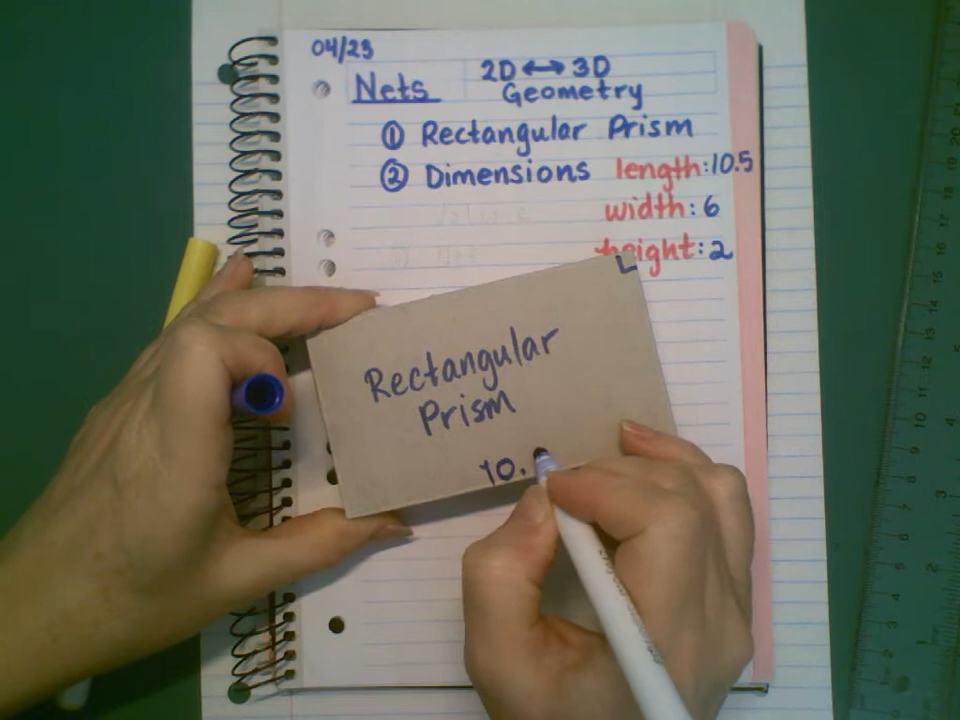 04/23
Nets 2D ↔ 3D
Geometry
① Rectangular Prism
② Dimensions length: 10.5
width: 6
height: 2
Rectangular
Prism
10.